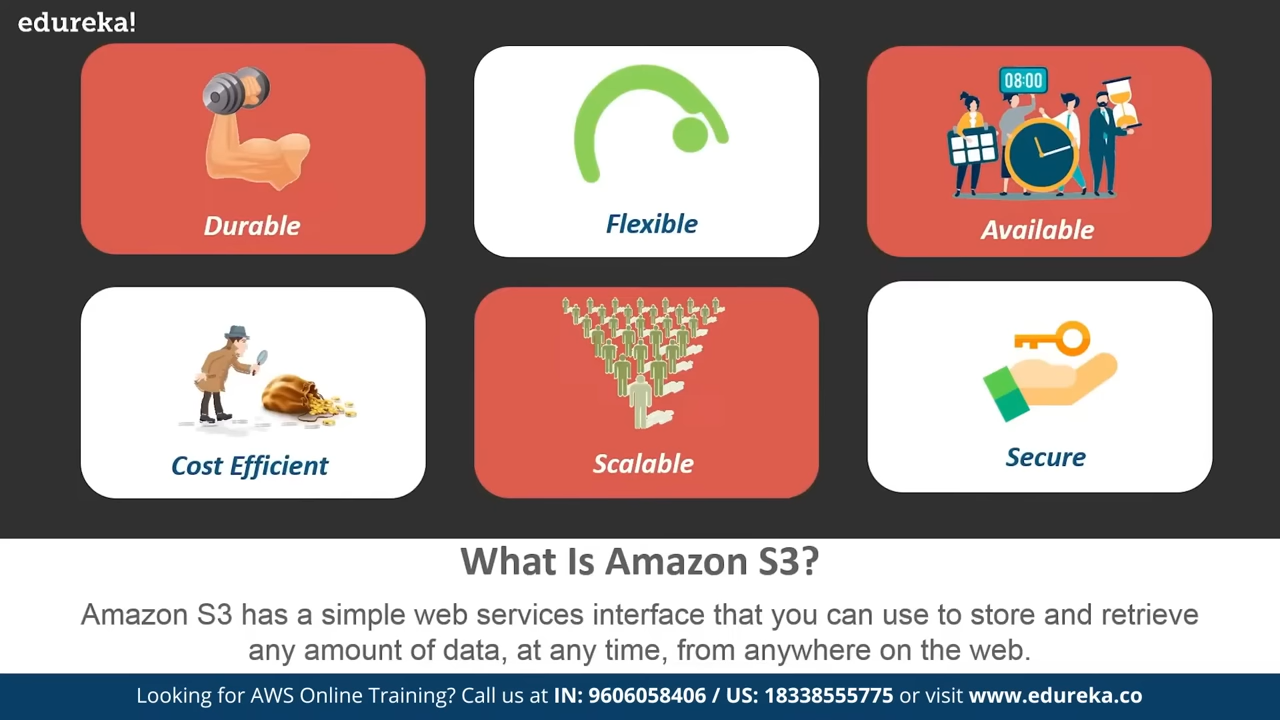 edureka!
08:00
Durable
Flexible
Available
Cost Efficient
Scalable
Secure
What Is Amazon S3?
Amazon S3 has a simple web services interface that you can use to store and retrieve
any amount of data, at any time, from anywhere on the web.
Looking for AWS Online Training? Call us at IN: 9606058406 / US: 18338555775 or visit www.edureka.co